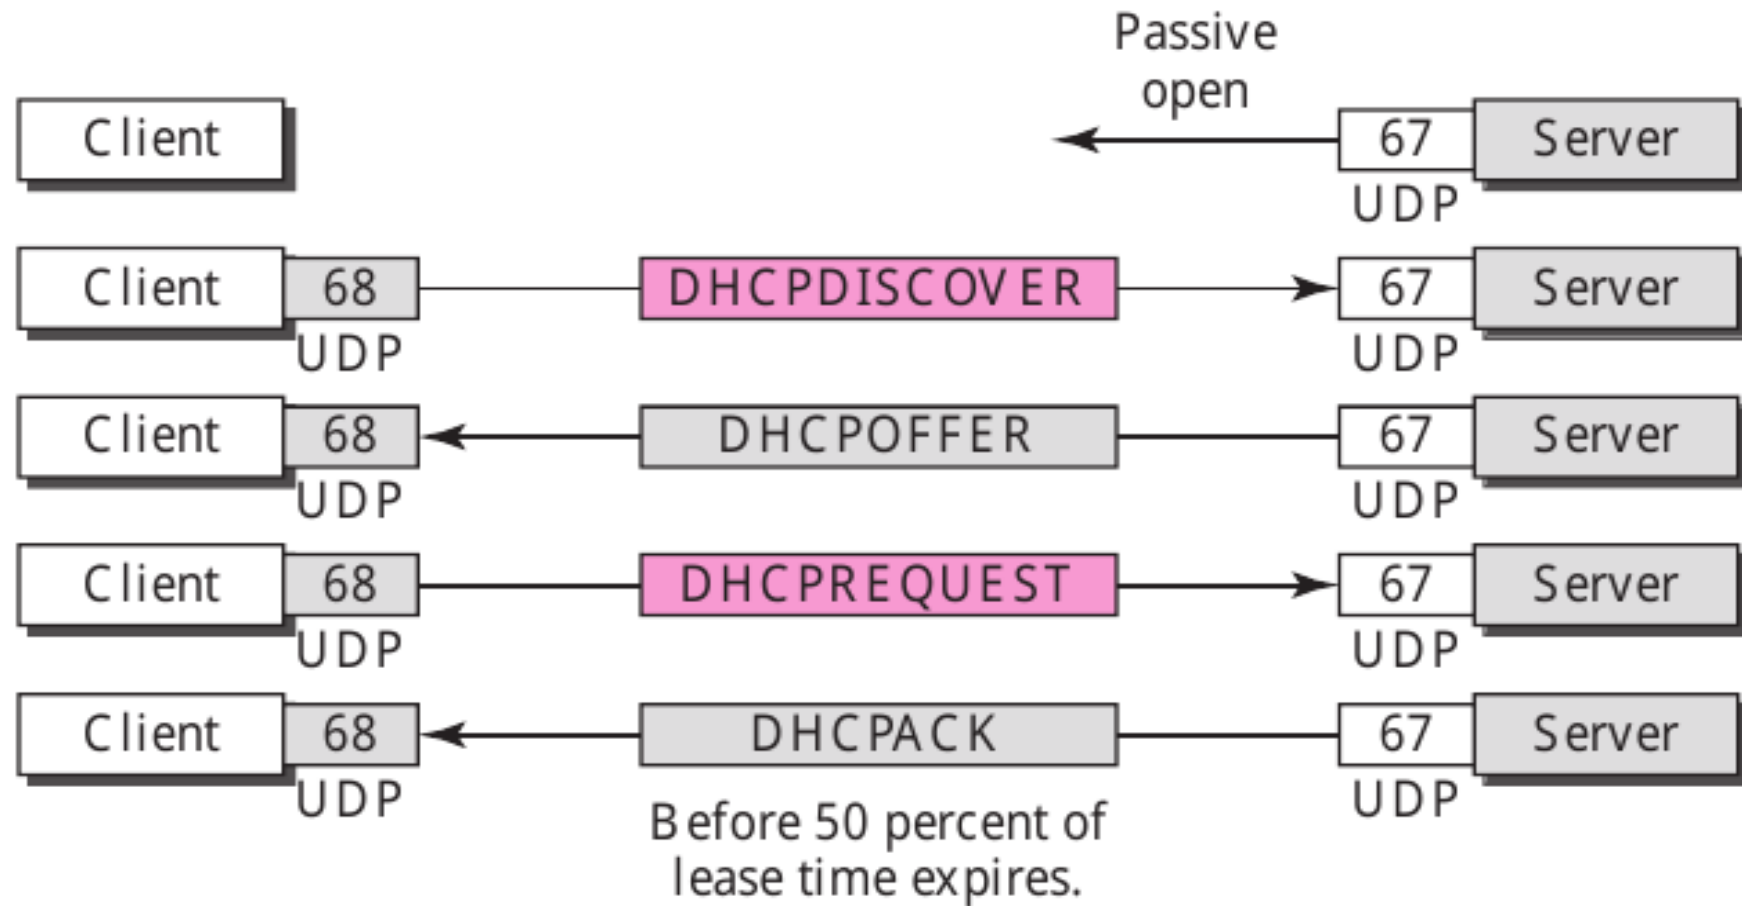 Passive
open
Client
67
Server
UDP
Client
68
DHCPDISCOVER
67
Server
UDP
UDP
Client
68
DHCPOFFER
67
Server
UDP
UDP
Client
68
DHCPREQUEST
67
Server
UDP
UDP
Client
68
DHCPACK
67
Server
UDP
UDP
Before 50 percent of
lease time expires.